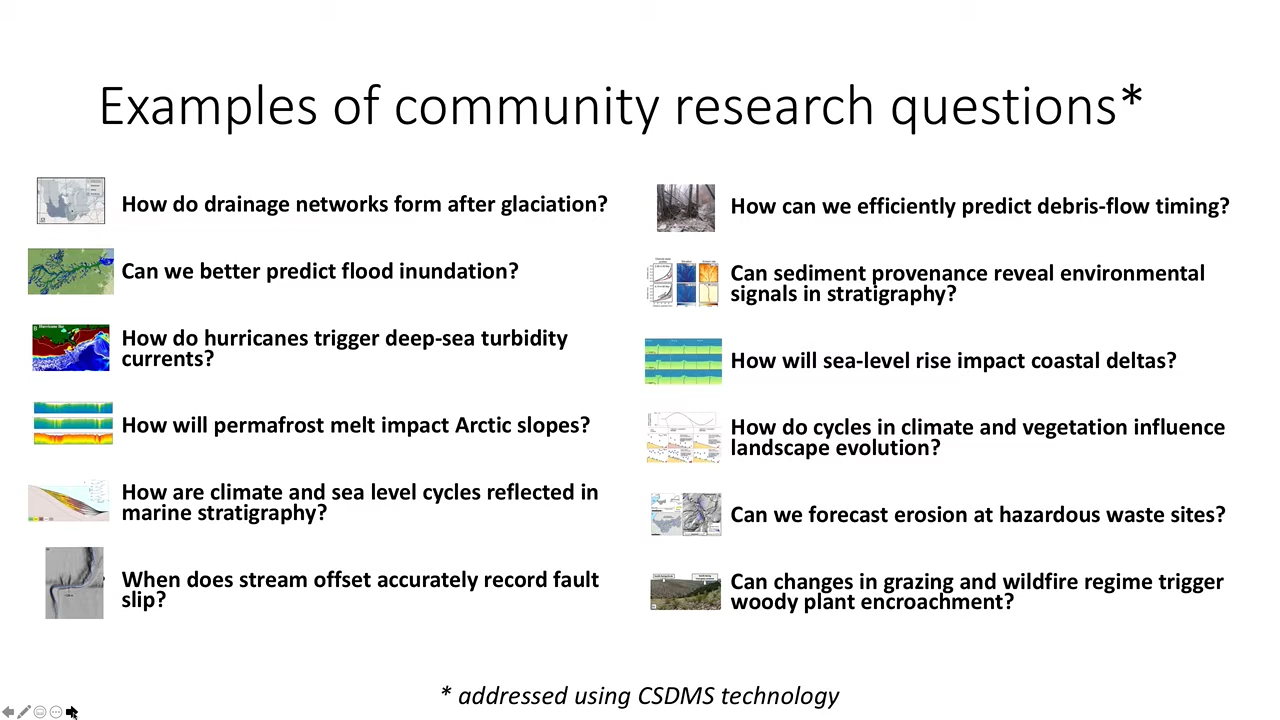 Examples of community research questions*
How do drainage networks form after glaciation?
Can we better predict flood inundation?
How do hurricanes trigger deep-sea turbidity
currents?
How will permafrost melt impact Arctic slopes?
How are climate and sea level cycles reflected in
marine stratigraphy?
When does stream offset accurately record fault
slip?
How can we efficiently predict debris-flow timing?
Can sediment provenance reveal environmental
signals in stratigraphy?
How will sea-level rise impact coastal deltas?
How do cycles in climate and vegetation influence
landscape evolution?
Can we forecast erosion at hazardous waste sites?
Can changes in grazing and wildfire regime trigger
woody plant encroachment?
* addressed using CSDMS technology